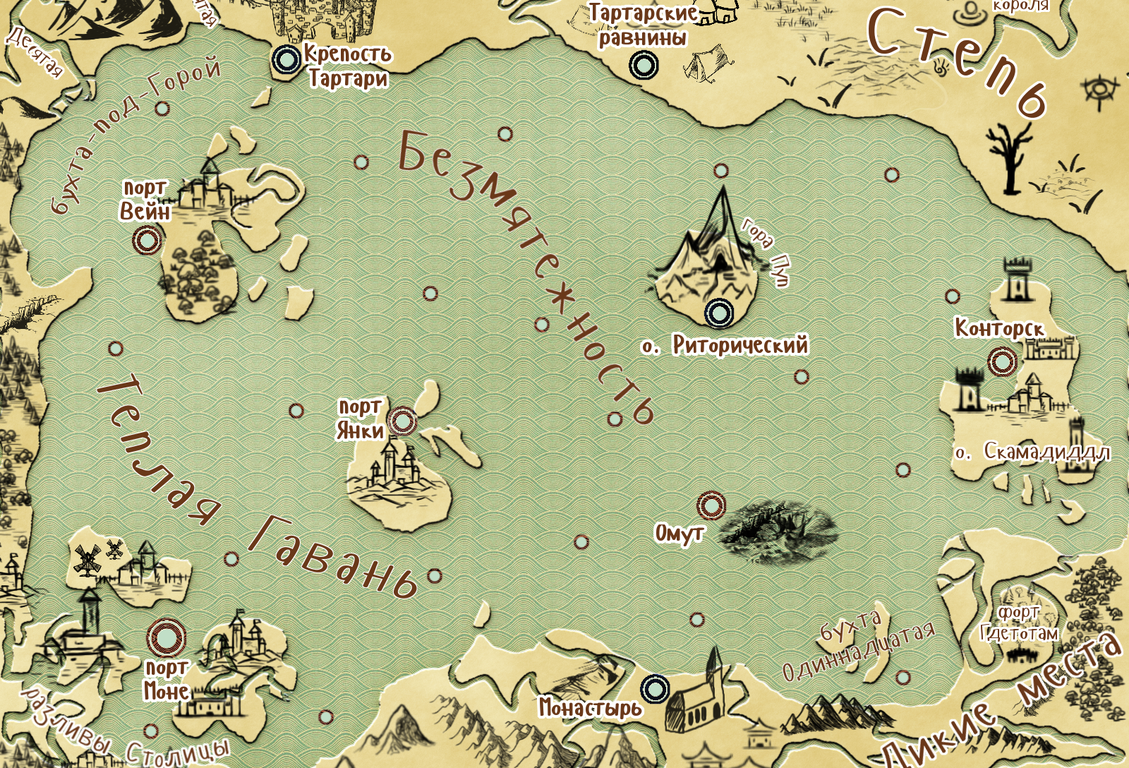 Десятая
Крепость
Тартари
Тартарские
равнины
короля
Степь
бухта-под-Горой
порт
Вейн
Безмятежность
Гора Пуп
о. Риторический
Конторск
о. Скамадиддл
порт
Янки
Теплая Гавань
Омут
порт
Моне
разливы Столицы
Монастырь
бухта
Одиннадцатая
форт
Гдетотам
Дикие места